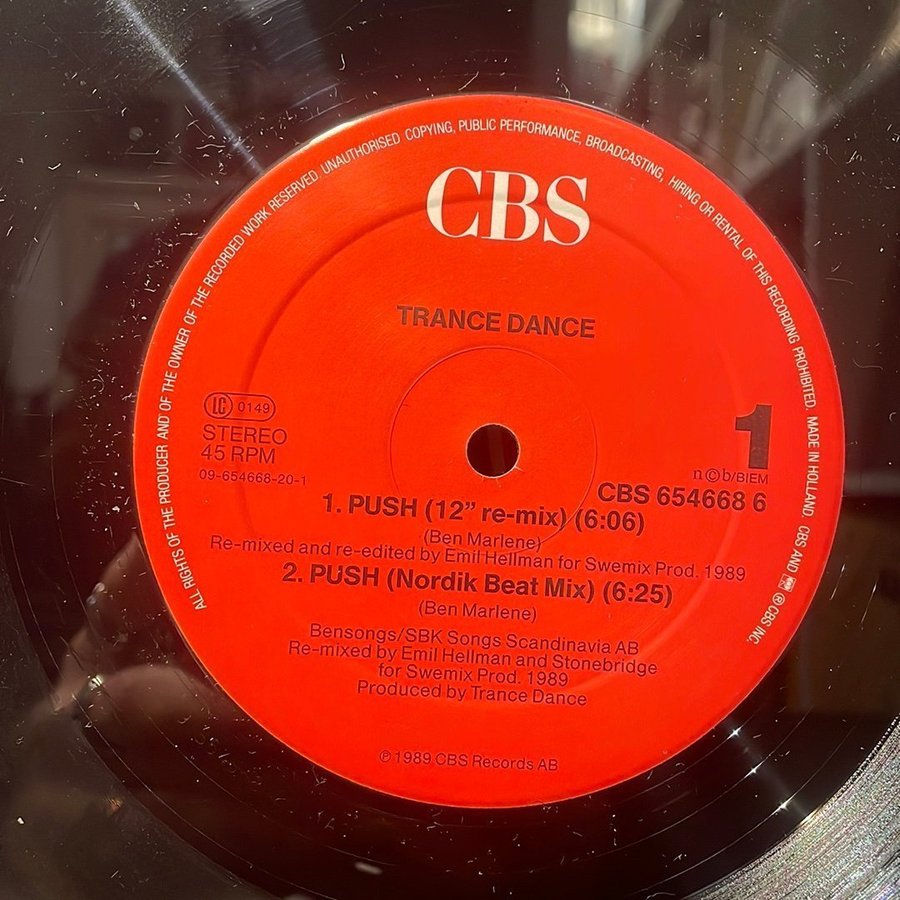 ALL RIGHTS OF THE PRODUCER AND OF THE OWNER OF THE RECORDED WORK RESERVED. UNAUTHORISED COPYING, PUBLIC PERFORMANCE, BROADCASTING, HIRING OR RENTAL OF THIS RECORDING PROHIBITED. MADE IN HOLLAND. CBS AND ® CBS INC.
CBS
TRANCE DANCE
LC 0149
STEREO
45 RPM
09-654668-20-1
1
n©b/BIEM
CBS 654668 6
1. PUSH (12” re-mix) (6:06)
(Ben Marlene)
Re-mixed and re-edited by Emil Hellman for Swemix Prod. 1989
2. PUSH (Nordik Beat Mix) (6:25)
(Ben Marlene)
Bensongs/SBK Songs Scandinavia AB
Re-mixed by Emil Hellman and Stonebridge
for Swemix Prod. 1989
Produced by Trance Dance
℗ 1989 CBS Records AB